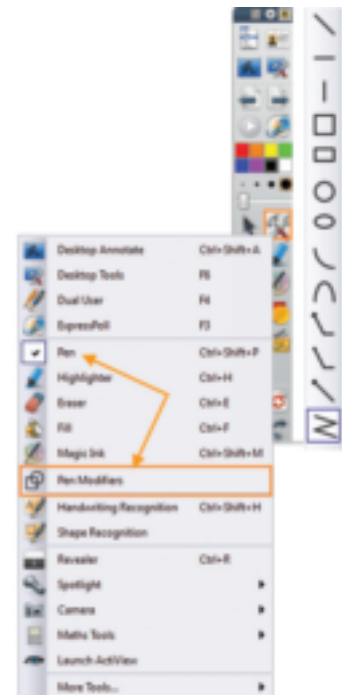 Desktop Annotate Ctrl+Shift+A
Desktop Tools F6
Dual User F4
ExpressPoll F3
Pen Ctrl+Shift+P
Highlighter Ctrl+H
Eraser Ctrl+E
Fill Ctrl+F
Magic Ink Ctrl+Shift+M
Pen Modifiers
Handwriting Recognition Ctrl+Shift+H
Shape Recognition
Revealer Ctrl+R
Spotlight
Camera
Maths Tools
Launch ActiView
More Tools...